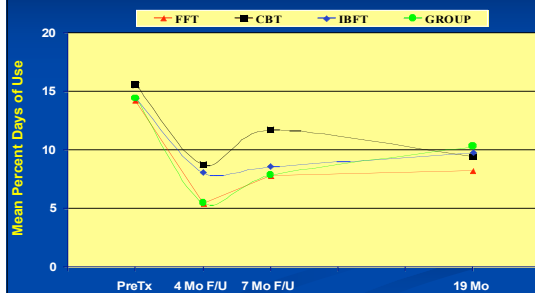 FFT CBT IBFT GROUP
Mean Percent Days of Use
20
15
10
5
0
PreTx 4 Mo F/U 7 Mo F/U 19 Mo